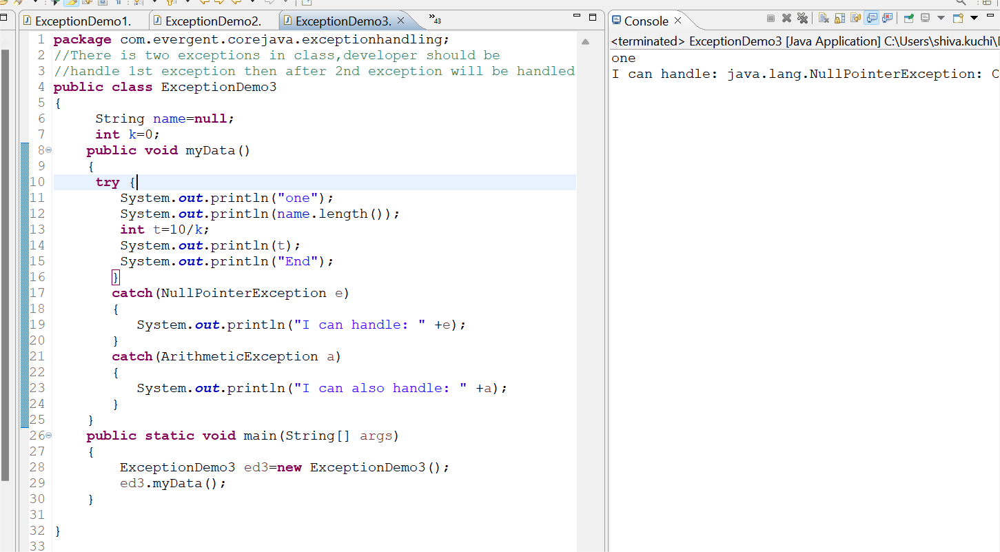 ExceptionDemo1.
ExceptionDemo2.
ExceptionDemo3.
»43
1 package com.evergent.corejava.exceptionhandling;
2 //There is two exceptions in class,developer should be
3 //handle 1st exception then after 2nd exception will be handled
4 public class ExceptionDemo3
5 {
6 String name=null;
7 int k=0;
8 public void myData()
9 {
10 try {
11 System.out.println("one");
12 System.out.println(name.length());
13 int t=10/k;
14 System.out.println(t);
15 System.out.println("End");
16 }
17 catch(NullPointerException e)
18 {
19 System.out.println("I can handle: " +e);
20 }
21 catch(ArithmeticException a)
22 {
23 System.out.println("I can also handle: " +a);
24 }
25 }
26 public static void main(String[] args)
27 {
28 ExceptionDemo3 ed3=new ExceptionDemo3();
29 ed3.myData();
30 }
31
32 }
33
Console
<terminated> ExceptionDemo3 [Java Application] C:\Users\shiva.kuchi\
one
I can handle: java.lang.NullPointerException: C